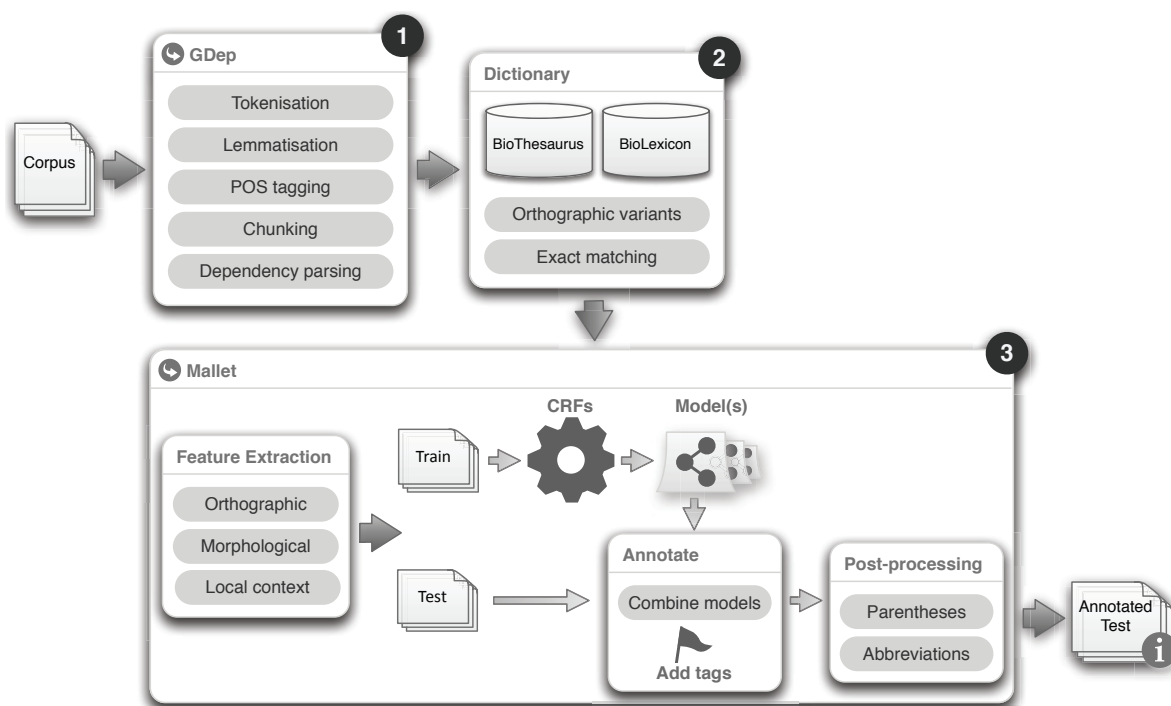 1
GDep
Tokenisation
Lemmatisation
POS tagging
Chunking
Dependency parsing
Corpus
2
Dictionary
BioThesaurus
BioLexicon
Orthographic variants
Exact matching
3
Mallet
CRFs
Model(s)
Feature Extraction
Orthographic
Morphological
Local context
Train
Test
Annotate
Combine models
Add tags
Post-processing
Parentheses
Abbreviations
Annotated
Test
i